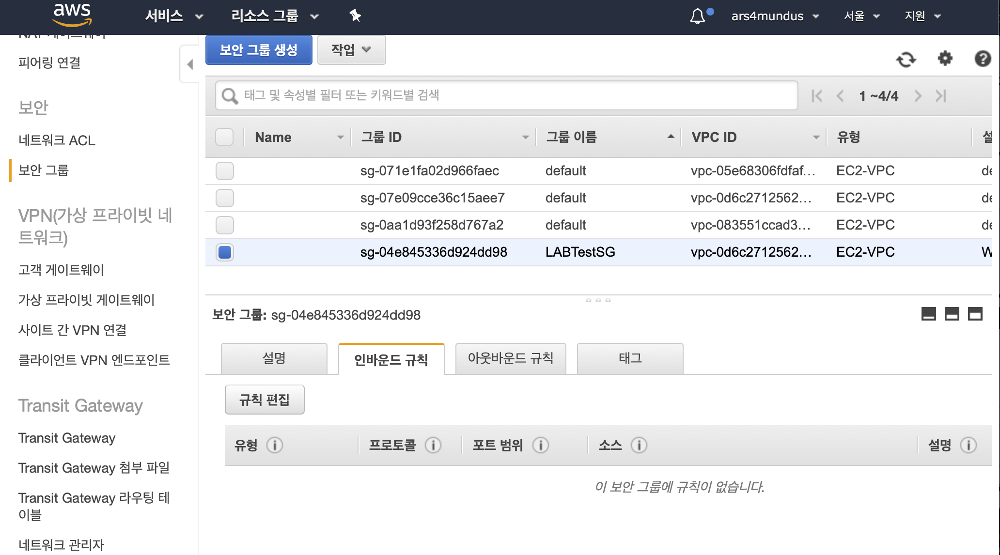 aws
서비스
리소스 그룹
ars4mundus
서울
지원
NAT 게이트웨이
피어링 연결
보안
네트워크 ACL
보안 그룹
VPN(가상 프라이빗 네
트워크)
고객 게이트웨이
가상 프라이빗 게이트웨이
사이트 간 VPN 연결
클라이언트 VPN 엔드포인트
Transit Gateway
Transit Gateway
Transit Gateway 첨부 파일
Transit Gateway 라우팅 테
이블
네트워크 관리자
보안 그룹 생성
작업
태그 및 속성별 필터 또는 키워드별 검색
1 ~4/4
Name 그룹 ID 그룹 이름 VPC ID 유형
sg-071e1fa02d966faec default vpc-05e68306fdfaf… EC2-VPC de
sg-07e09cce36c15aee7 default vpc-0d6c2712562… EC2-VPC de
sg-0aa1d93f258d767a2 default vpc-083551ccad3… EC2-VPC de
sg-04e845336d924dd98 LABTestSG vpc-0d6c2712562… EC2-VPC W
보안 그룹: sg-04e845336d924dd98
설명
인바운드 규칙
아웃바운드 규칙
태그
규칙 편집
유형 프로토콜 포트 범위 소스 설명
이 보안 그룹에 규칙이 없습니다.